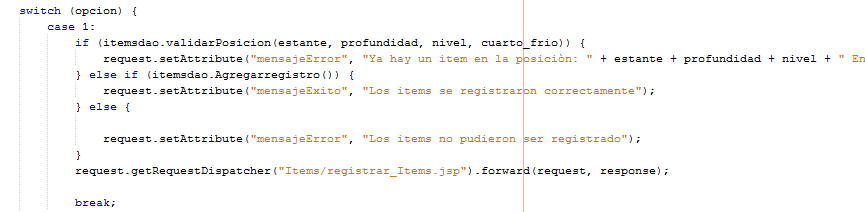 switch (opcion) {
case 1:
if (itemsdao.validarPosicion(estante, profundidad, nivel, cuarto_frio)) {
request.setAttribute("mensajeError", "Ya hay un item en la posiciòn: " + estante + profundidad + nivel + " En
} else if (itemsdao.Agregarregistro()) {
request.setAttribute("mensajeExito", "Los items se registraron correctamente");
} else {
request.setAttribute("mensajeError", "Los items no pudieron ser registrado");
}
request.getRequestDispatcher("Items/registrar_Items.jsp").forward(request, response);
break;